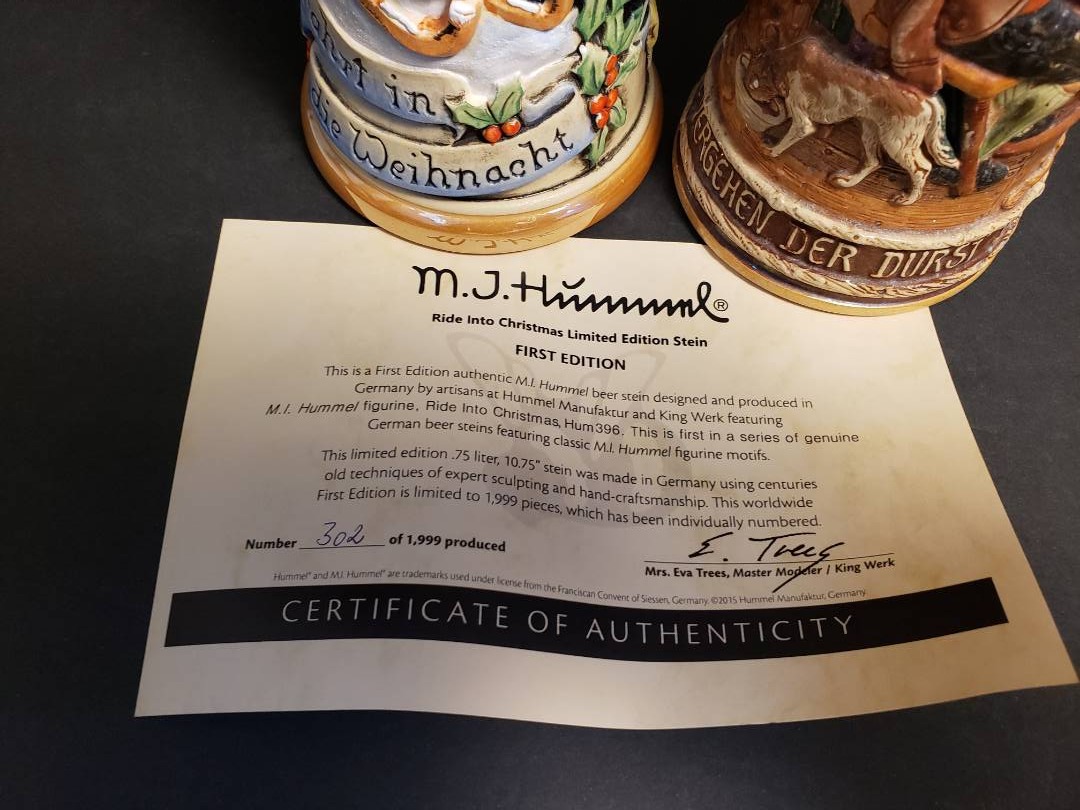 in
die Weihnacht
ERGEHEN DER DURST
M.J. Hummel®
Ride Into Christmas Limited Edition Stein
FIRST EDITION
This is a First Edition authentic M.I. Hummel beer stein designed and produced in
Germany by artisans at Hummel Manufaktur and King Werk featuring
M.I. Hummel figurine, Ride Into Christmas, Hum396. This is first in a series of genuine
German beer steins featuring classic M.I. Hummel figurine motifs.
This limited edition .75 liter, 10.75" stein was made in Germany using centuries
old techniques of expert sculpting and hand-craftsmanship. This worldwide
First Edition is limited to 1,999 pieces, which has been individually numbered.
Number 302 of 1,999 produced
E. Trees
Mrs. Eva Trees, Master Modeler / King Werk
Hummel® and M.I. Hummel® are trademarks used under license from the Franciscan Convent of Siessen, Germany. ©2015 Hummel Manufaktur, Germany
CERTIFICATE OF AUTHENTICITY